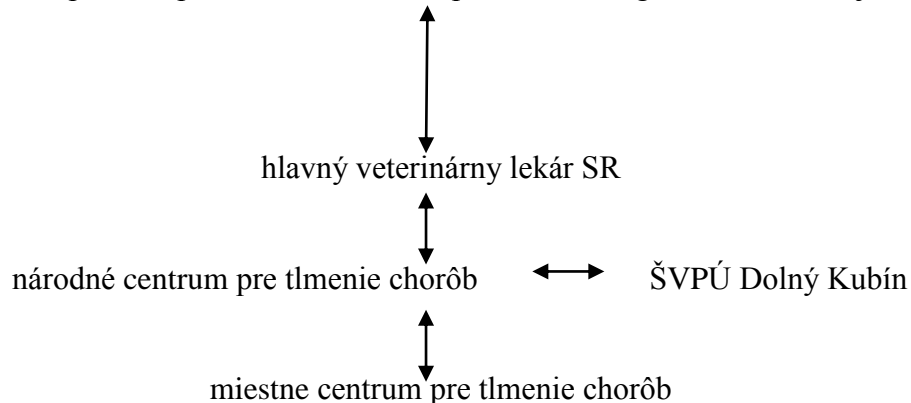 hlavný veterinárny lekár SR
národné centrum pre tlmenie chorôb ŠVPÚ Dolný Kubín
miestne centrum pre tlmenie chorôb